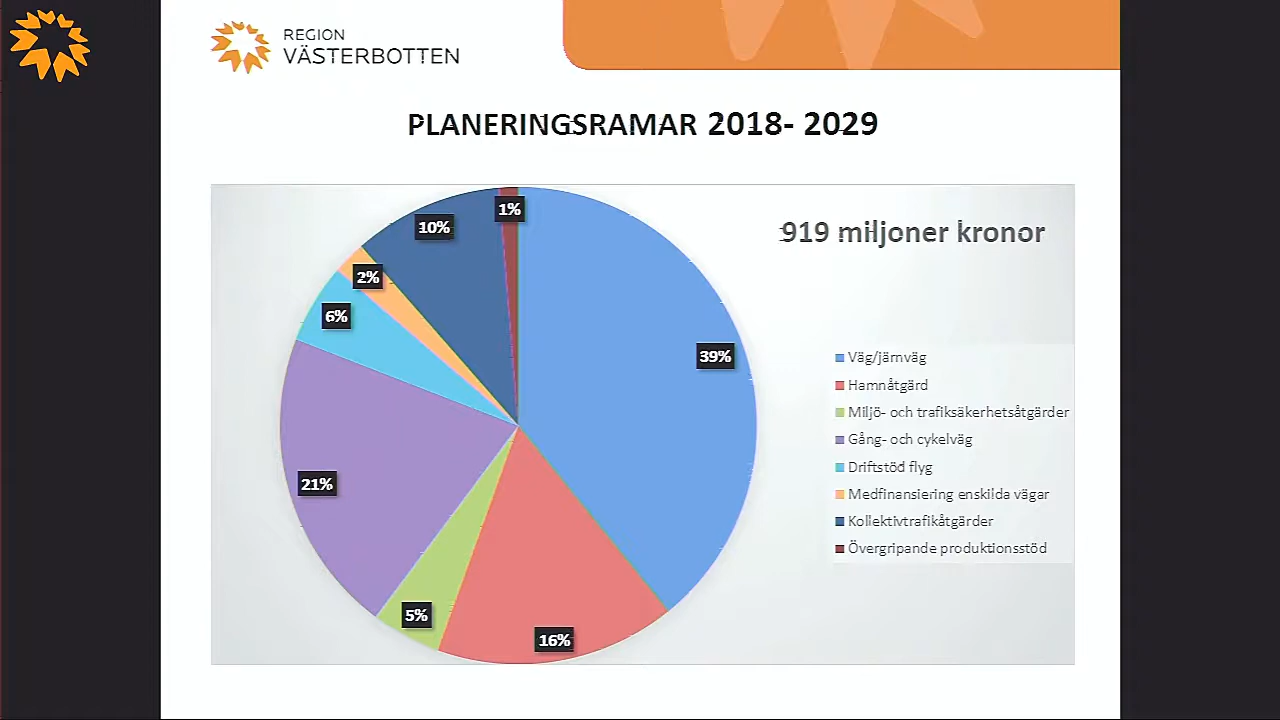 REGION
VÄSTERBOTTEN
PLANERINGSRAMAR 2018- 2029
919 miljoner kronor
1%
10%
2%
6%
39%
21%
5%
16%
Väg/järnväg
Hamnåtgärd
Miljö- och trafiksäkerhetsåtgärder
Gång- och cykelväg
Driftstöd flyg
Medfinansiering enskilda vägar
Kollektivtrafikåtgärder
Övergripande produktionsstöd